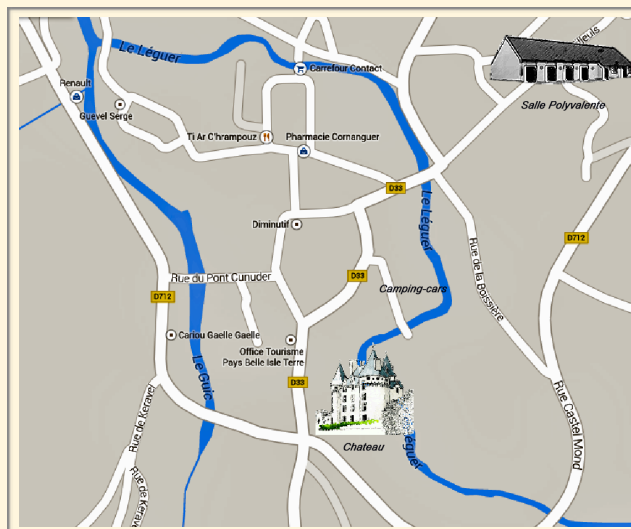 Le Léguer
Renault
Guevel Serge
Carrefour Contact
Salle Polyvalente
Ti Ar C'hrampouz
Pharmacie Cornanguer
D33
Le Léguer
Diminutif
D712
Rue du Pont Cunuder
D33
Rue de la Boissière
D712
Camping-cars
Cariou Gaelle Gaelle
Office Tourisme
Pays Belle Isle Terre
Le Guic
D33
Rue de Keravel
Rue Castel Mond
Chateau
Léguer